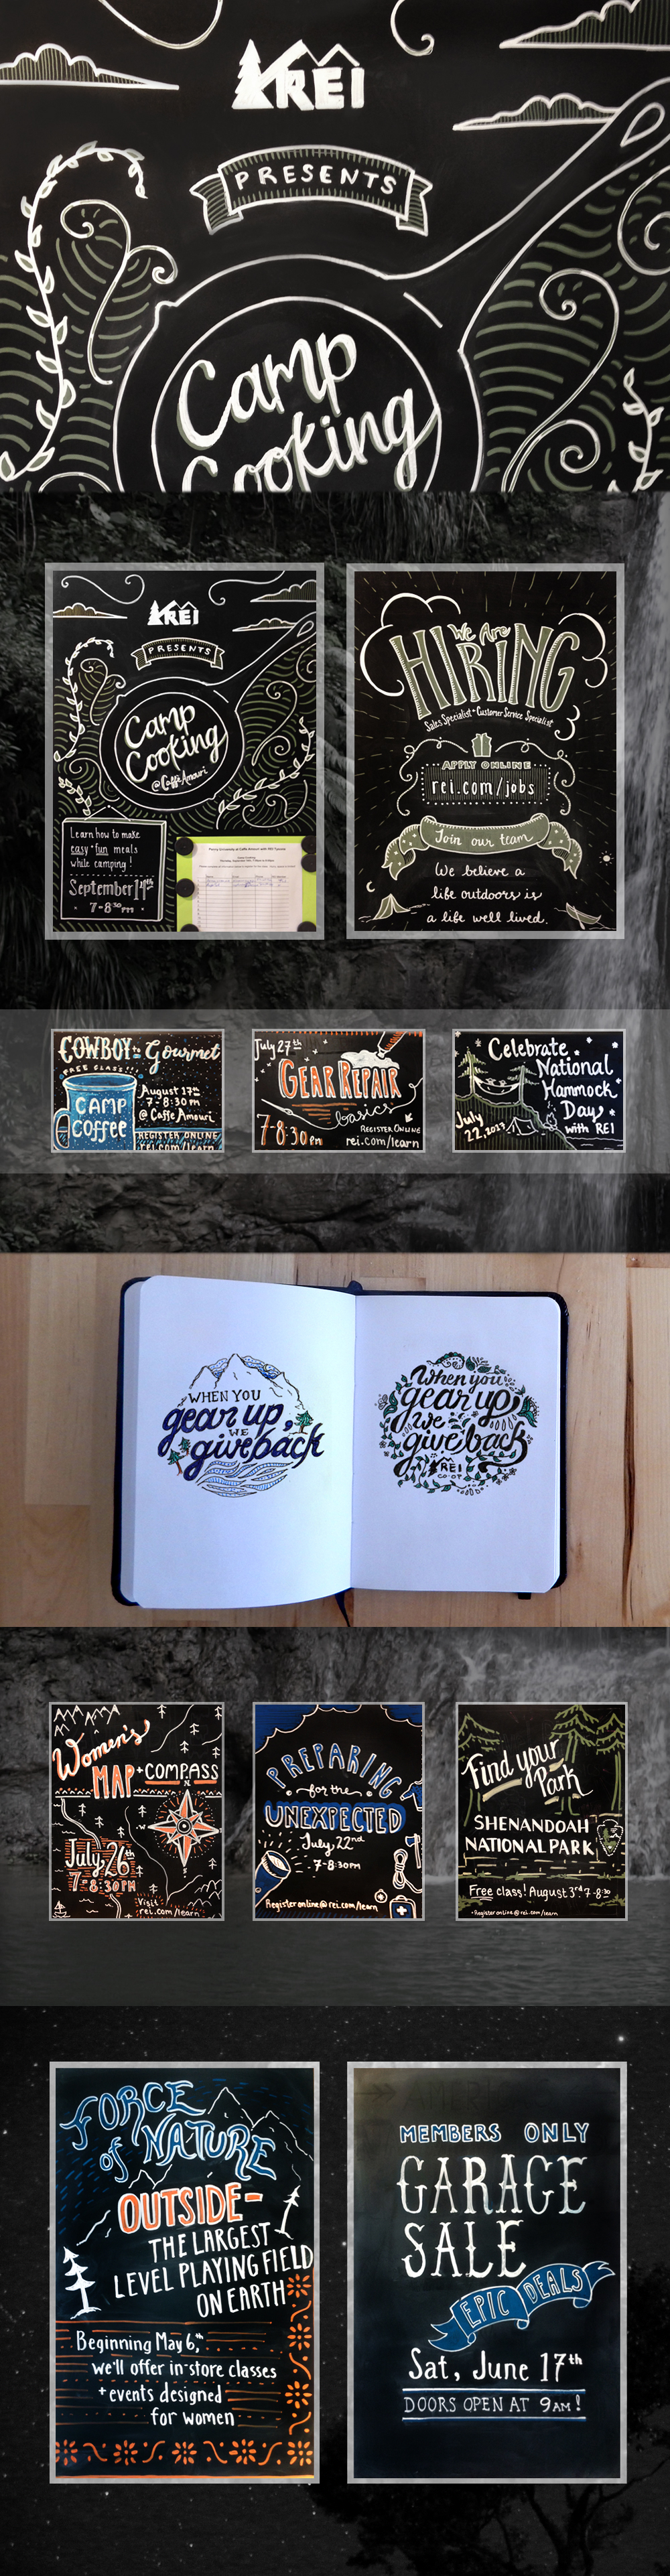 REI
PRESENTS
Camp
Cooking
REI
PRESENTS
Camp
Cooking
@ Caffe Amouri
Learn how to make
easy + fun meals
while camping!
September 14th
7-8:30pm
We Are
HIRING
Sales Specialist + Customer Service Specialist
APPLY ONLINE
rei.com/jobs
Join our team
We believe a
life outdoors is
a life well lived.
COWBOY to Gourmet
FREE CLASS!!
CAMP
COFFEE
August 17th
7-8:30 pm
@ Caffe Amouri
REGISTER ONLINE
rei.com/learn
July 27th
GEAR REPAIR
basics
7-8:30pm
REGISTER ONLINE
rei.com/learn
Celebrate
National
Hammock
Day
with REI
July
22, 2017
WHEN YOU
gear up,
WE
give back
When you
gear up
we
give back
REI
CO-OP
Women's
MAP + COMPASS
N
July 26th
7-8:30PM
Visit
rei.com/learn
PREPARING
for the
UNEXPECTED
July 22nd
7-8:30pm
Register online @ rei.com/learn
Find your
Park
SHENANDOAH
NATIONAL PARK
Free class! August 3rd 7-8:30
Register online @ rei.com/learn
FORCE
of NATURE
OUTSIDE-
THE LARGEST
LEVEL PLAYING FIELD
ON EARTH
Beginning May 6th,
we'll offer in-store classes
+ events designed
for women
MEMBERS ONLY
GARAGE
SALE
EPIC DEALS
Sat, June 17th
DOORS OPEN AT 9AM!